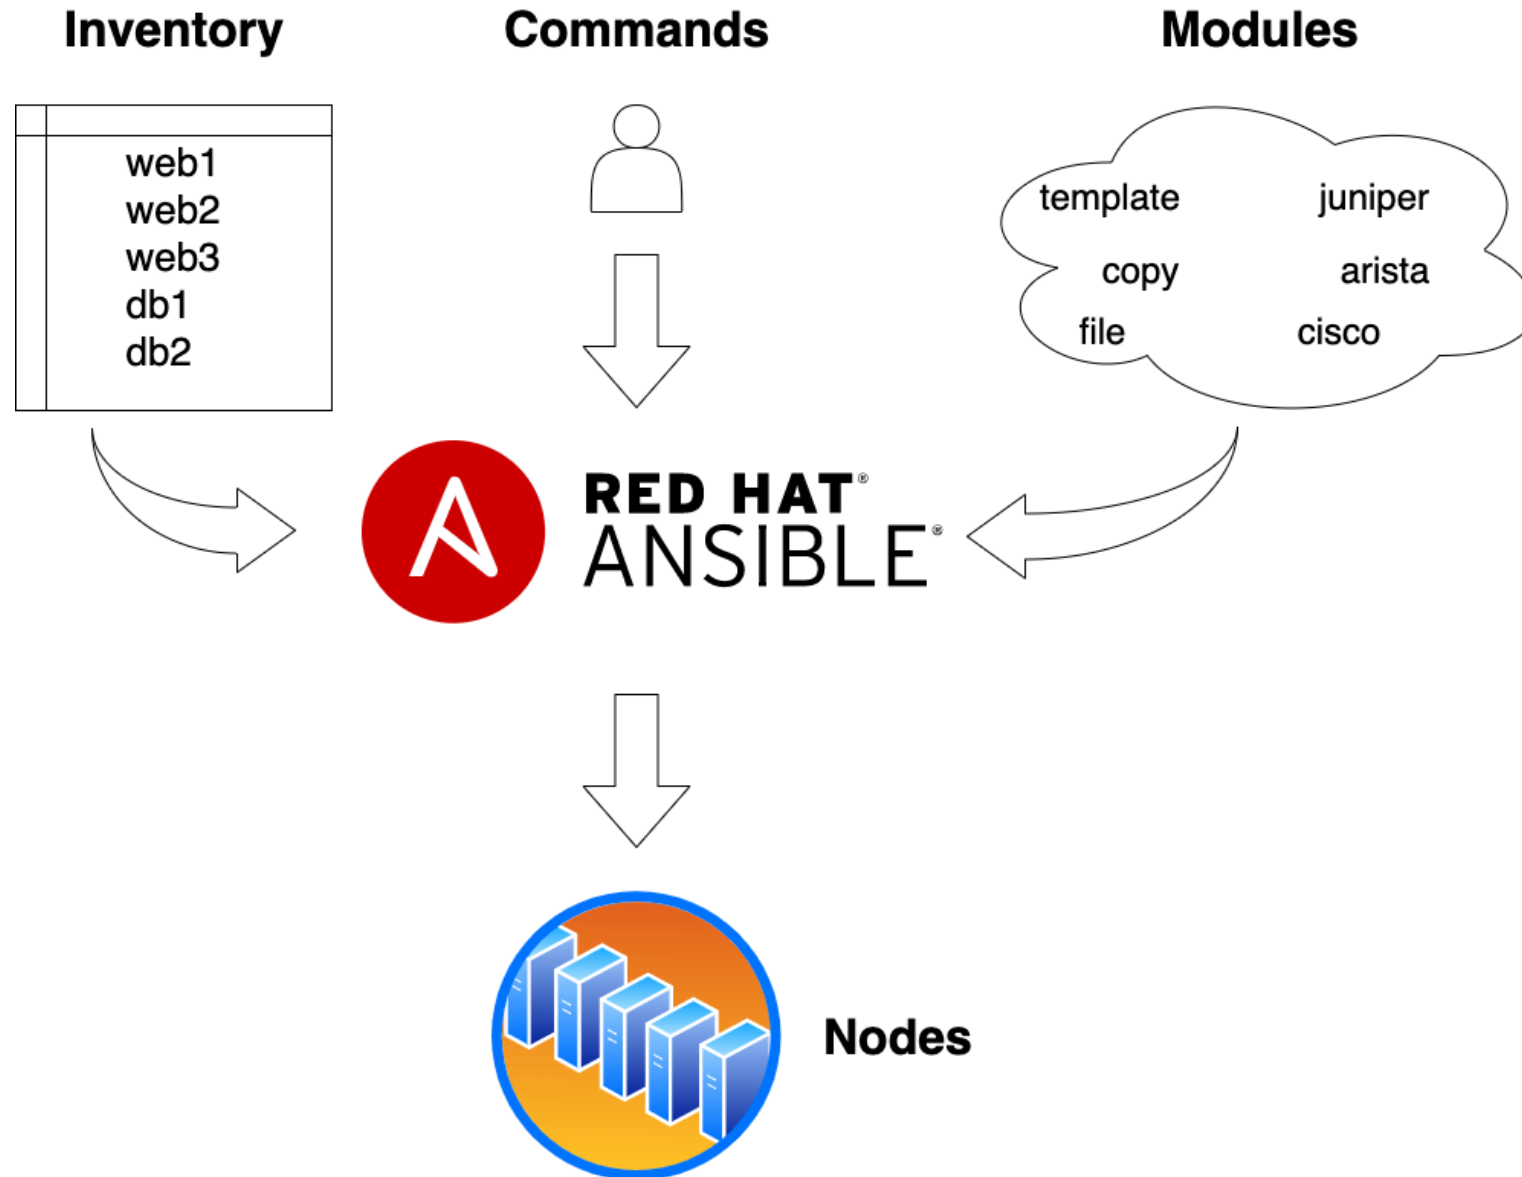 Inventory
Commands
Modules
web1
web2
web3
db1
db2
template
juniper
copy
arista
file
cisco
RED HAT®
ANSIBLE®
Nodes